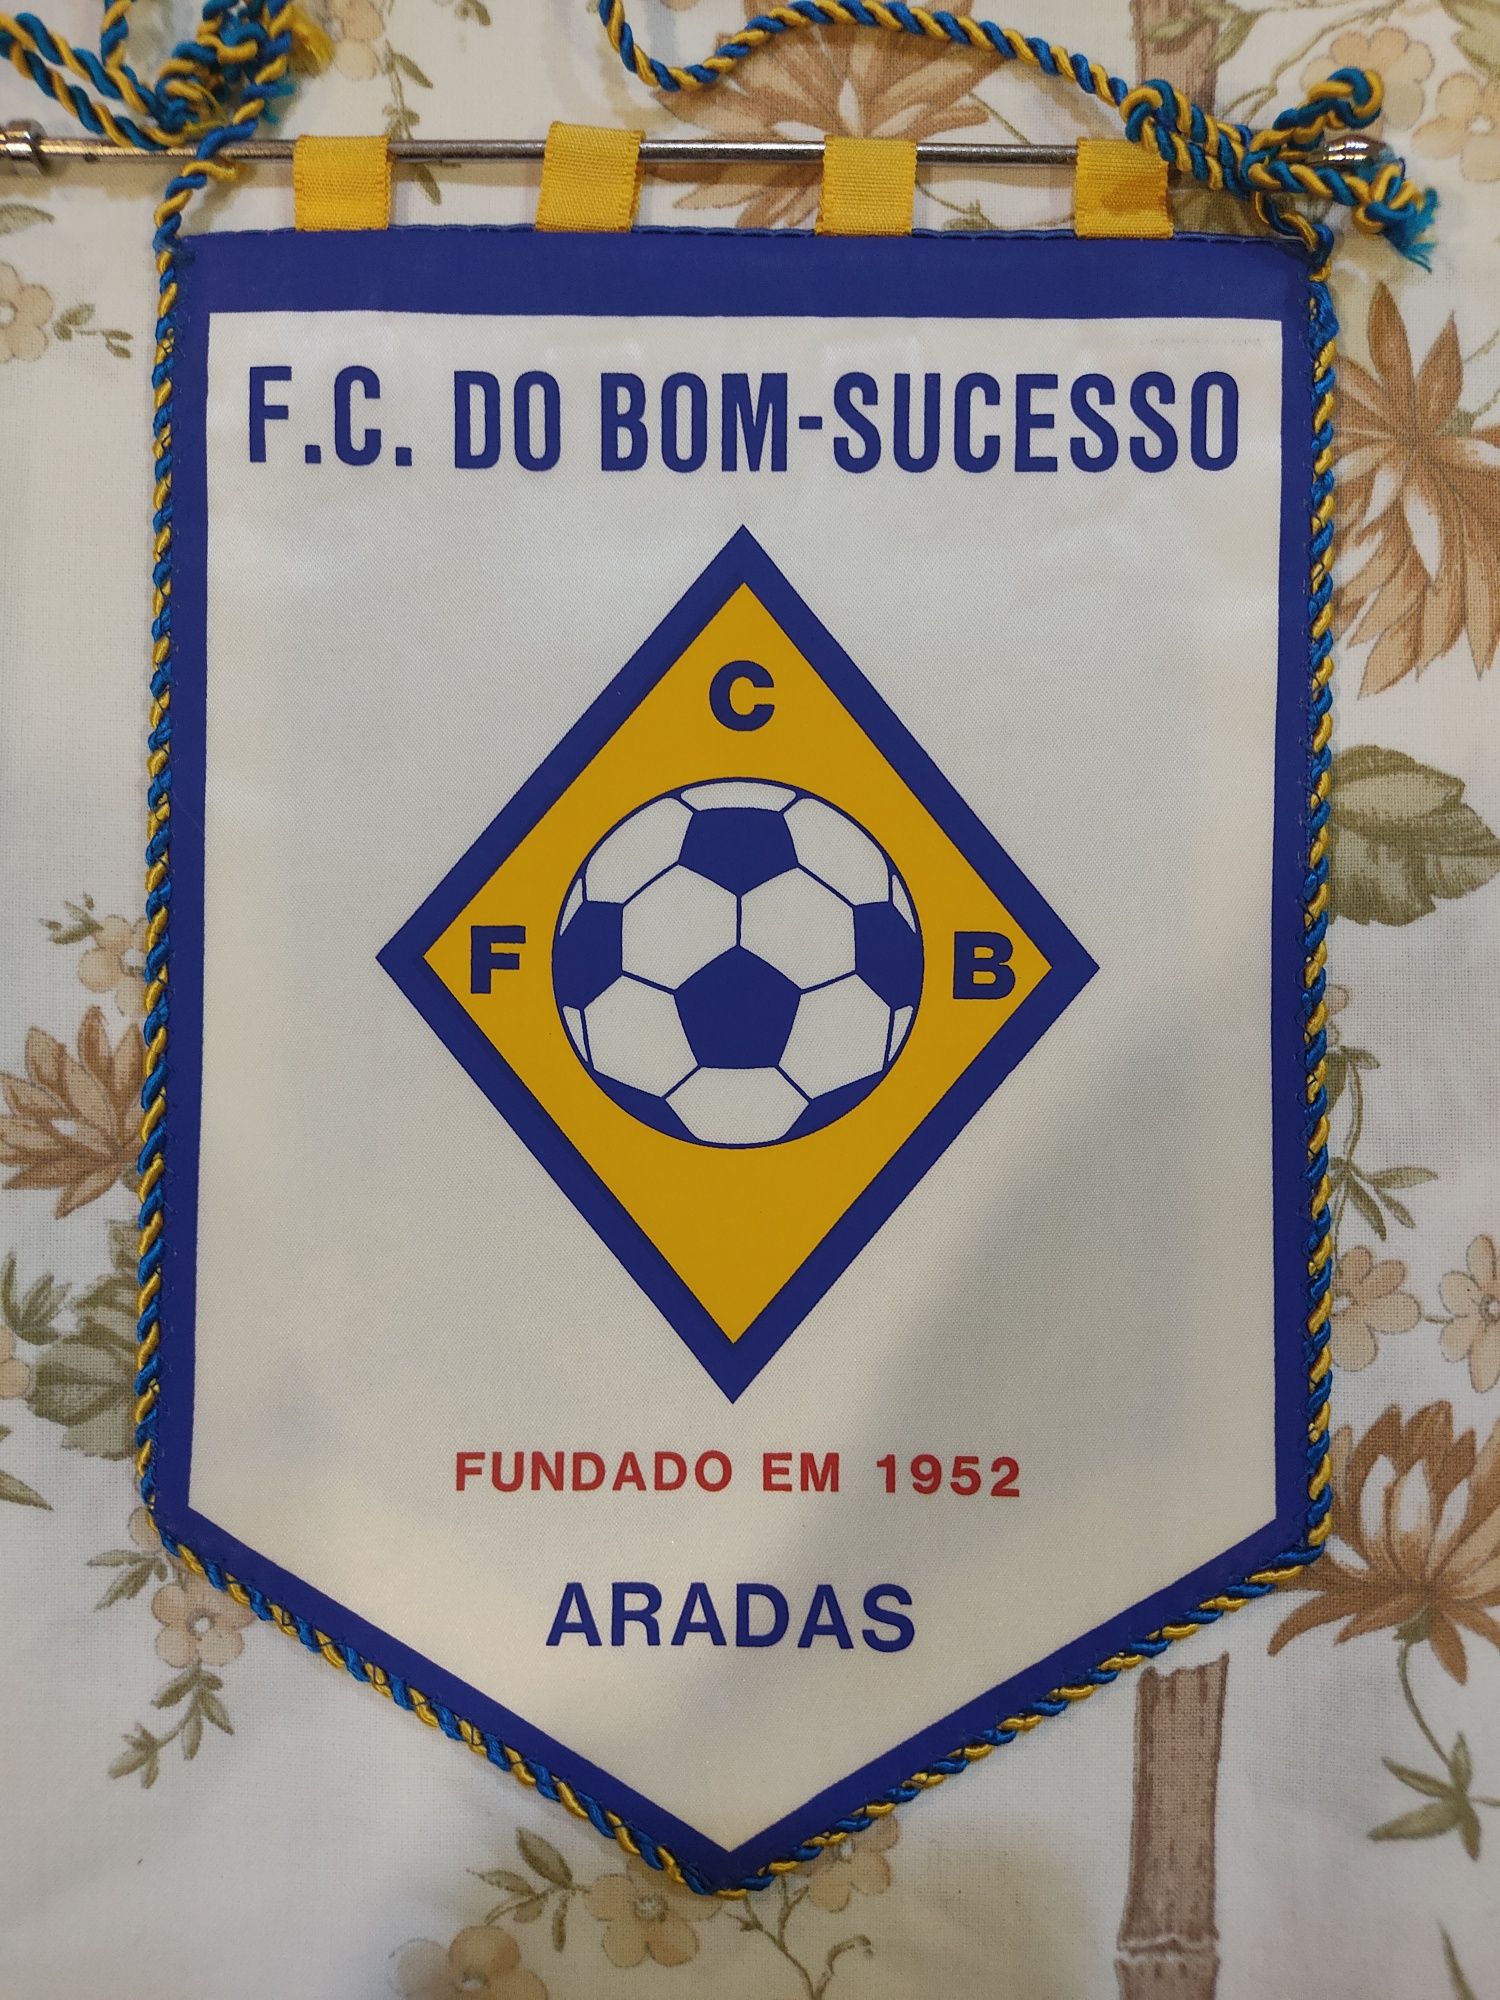 F.C. DO BOM-SUCESSO
C
F B
FUNDADO EM 1952
ARADAS